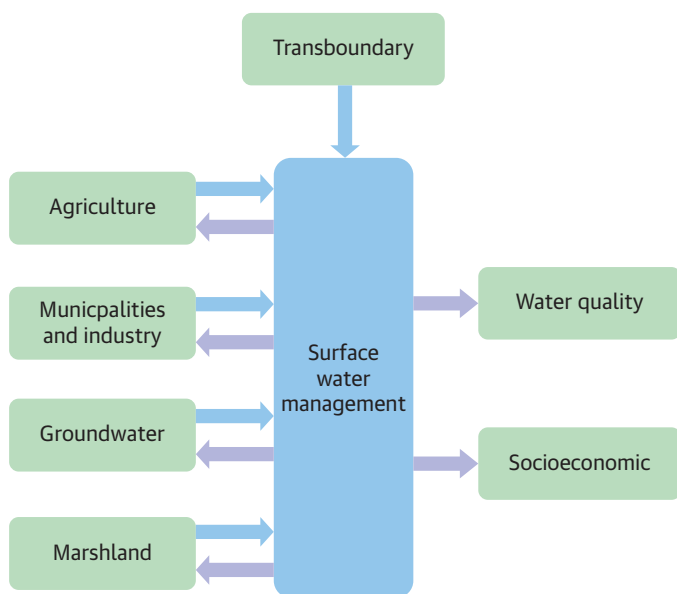 Transboundary
Agriculture
Municpalities
and industry
Groundwater
Marshland
Surface
water
management
Water quality
Socioeconomic